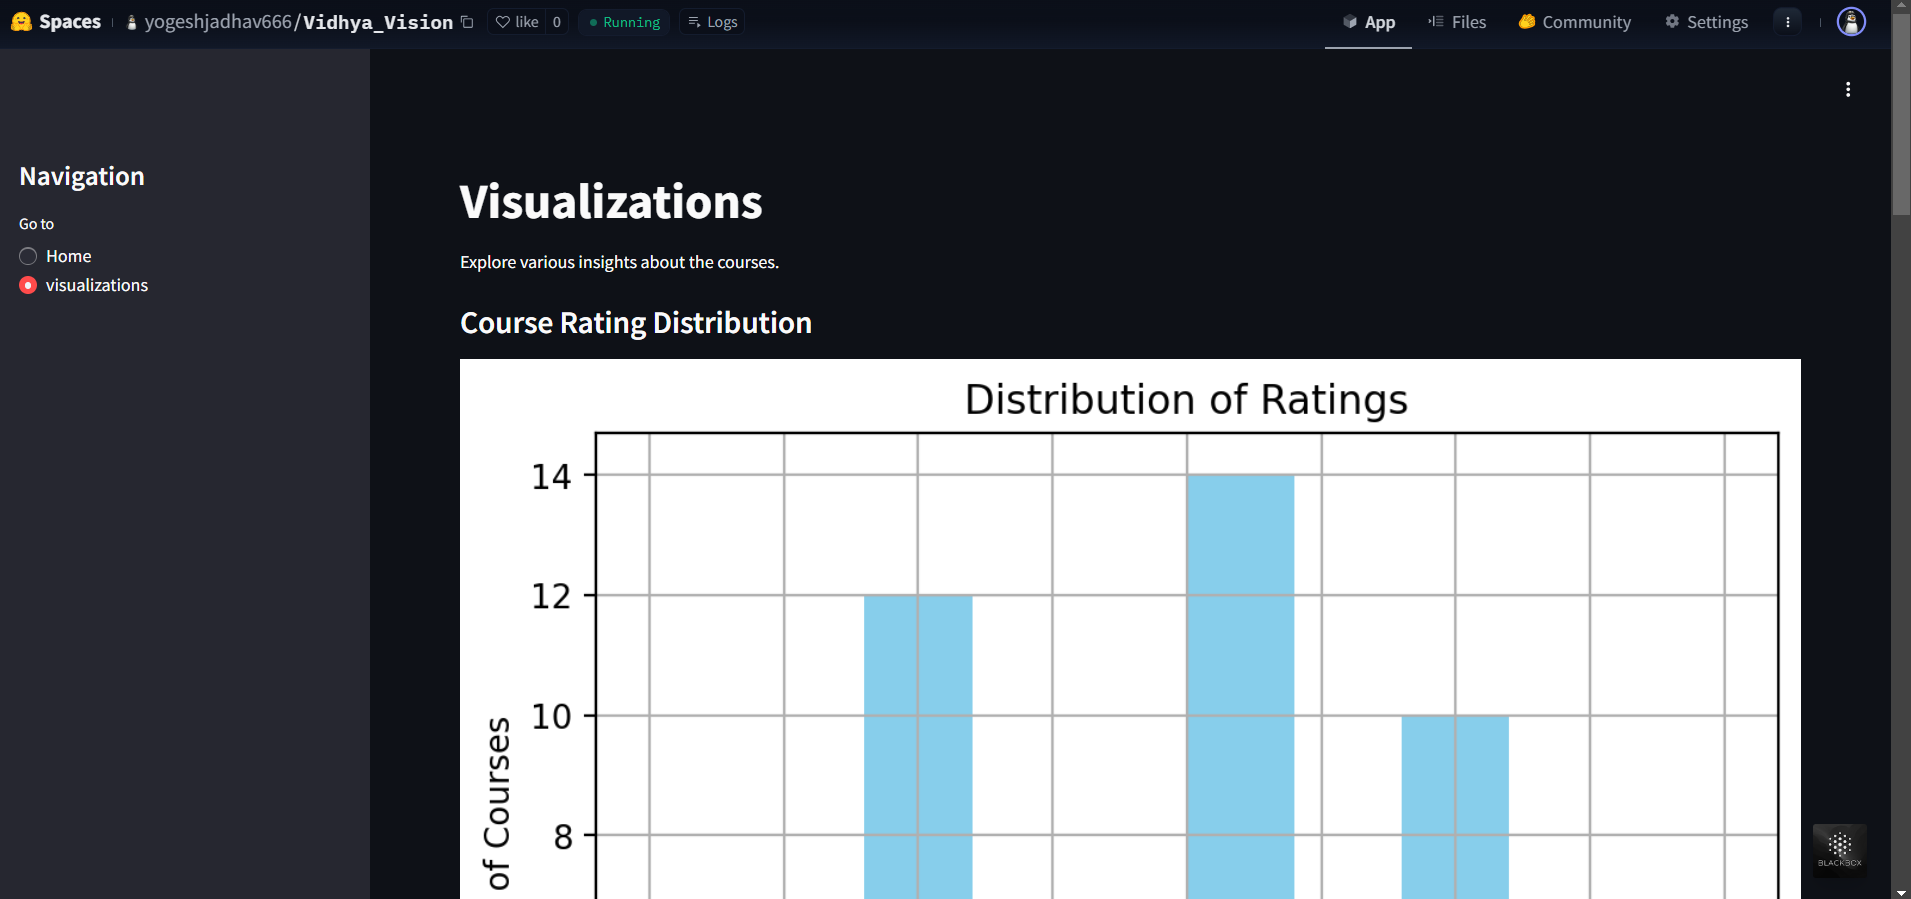 Spaces yogeshjadhav666/Vidhya_Vision like 0 Running Logs App Files Community Settings
Navigation
Go to
Home
visualizations
Visualizations
Explore various insights about the courses.
Course Rating Distribution
Distribution of Ratings
14
12
10
8
of Courses
BLACKBOX